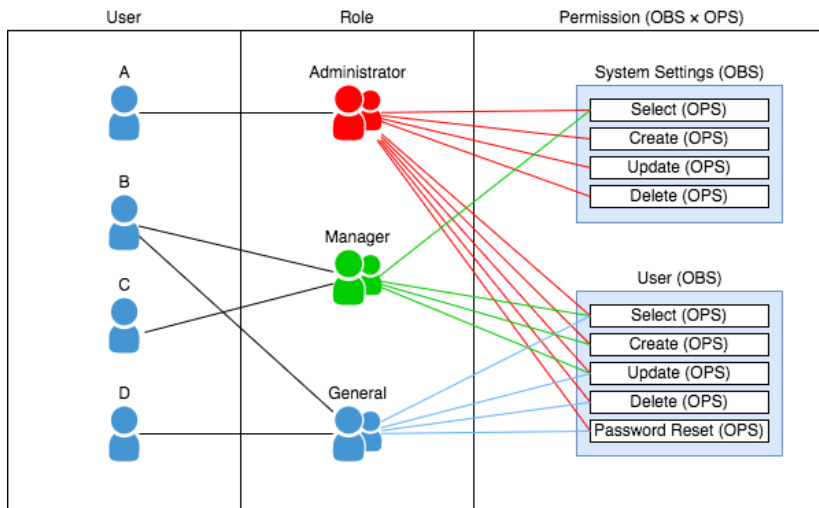 User
Role
Permission (OBS × OPS)
A
Administrator
System Settings (OBS)
Select (OPS)
Create (OPS)
Update (OPS)
Delete (OPS)
B
Manager
C
User (OBS)
Select (OPS)
Create (OPS)
Update (OPS)
Delete (OPS)
Password Reset (OPS)
D
General